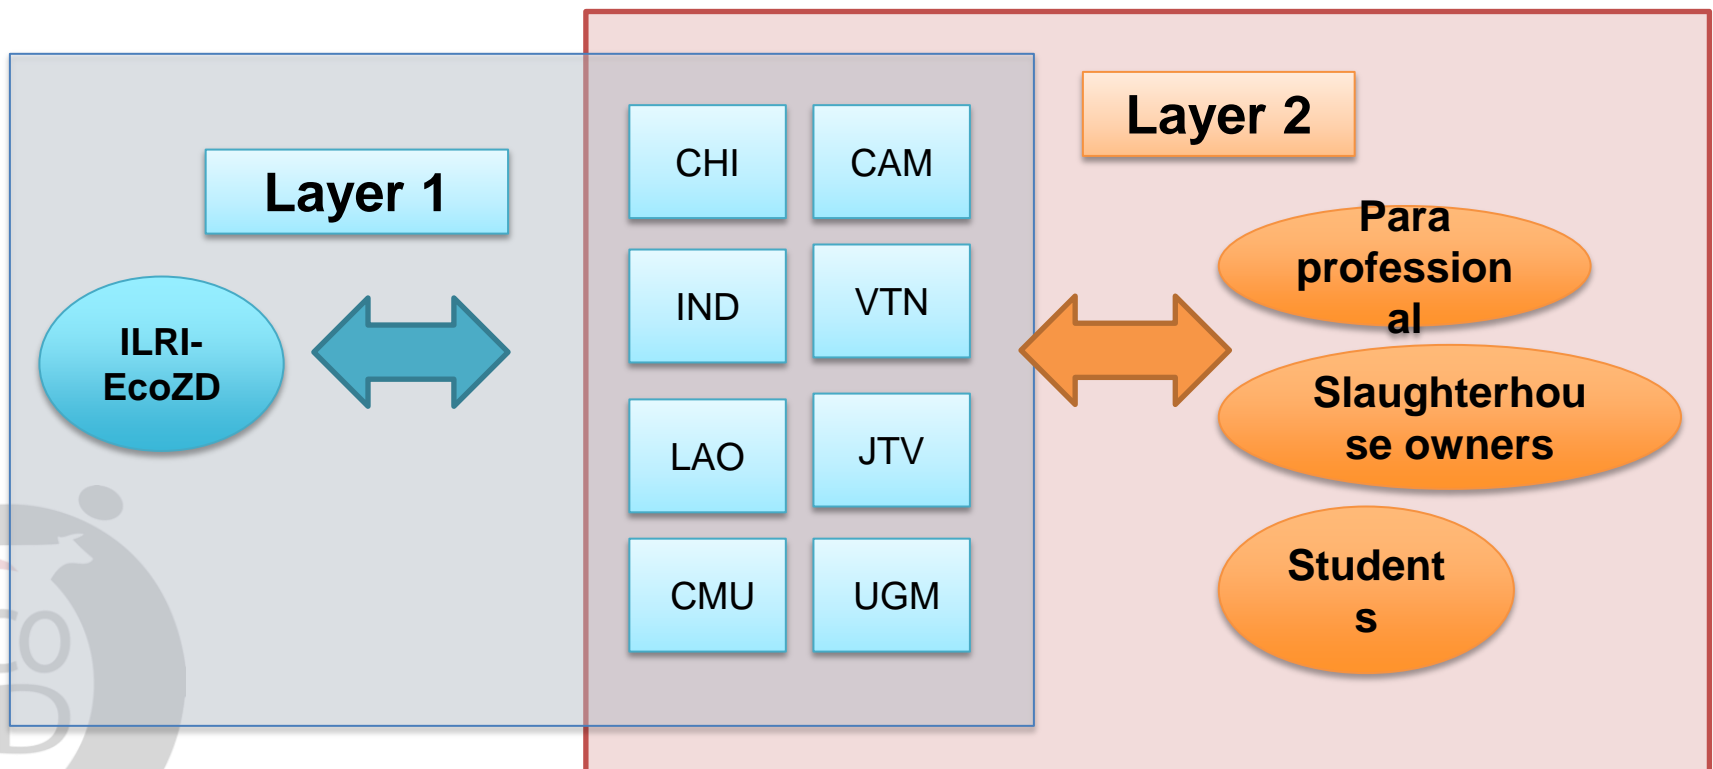 Layer 1
ILRI-
EcoZD
CHI
CAM
IND
VTN
LAO
JTV
CMU
UGM
Layer 2
Para
profession
al
Slaughterhou
se owners
Student
s